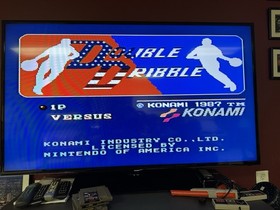 DOUBLE
DRIBBLE
1P
VERSUS
© KONAMI 1987 TM
KONAMI
KONAMI INDUSTRY CO.,LTD.
LICENSED BY
NINTENDO OF AMERICA INC.